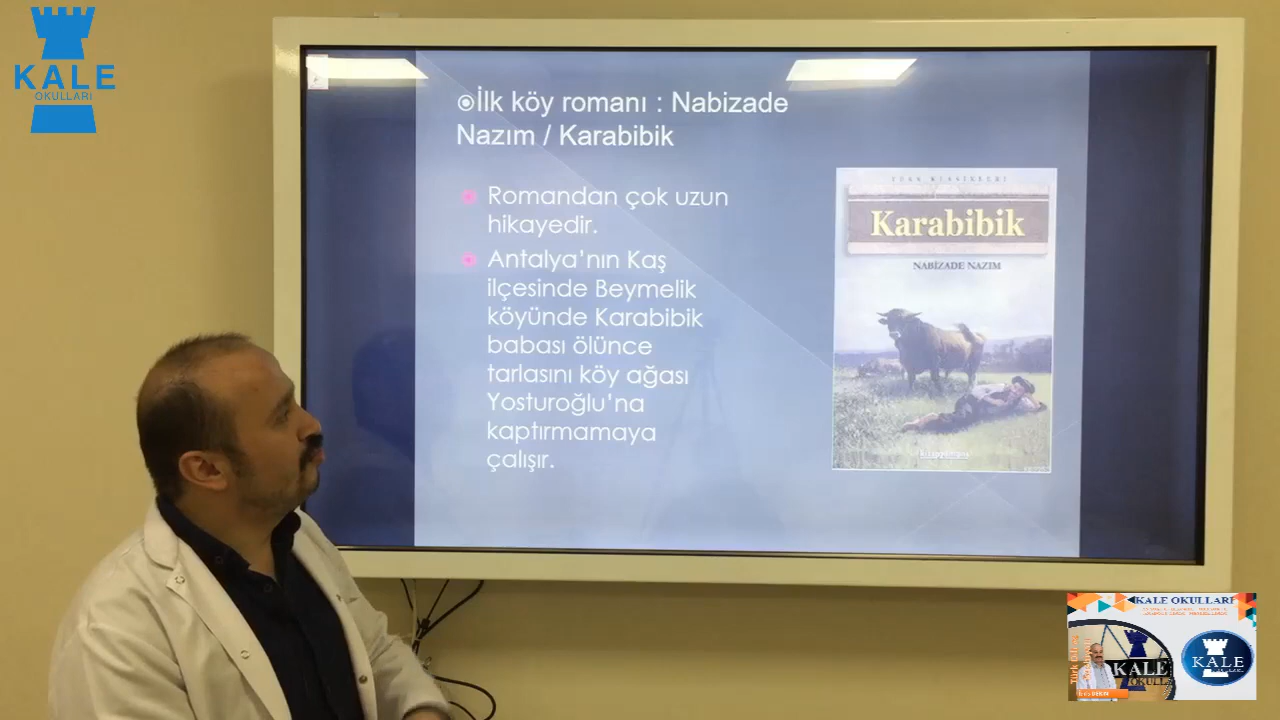 KALE
OKULLARI
⦿İlk köy romanı : Nabizade
Nazım / Karabibik
Romandan çok uzun
hikayedir.
Antalya’nın Kaş
ilçesinde Beymelik
köyünde Karabibik
babası ölünce
tarlasını köy ağası
Yosturoğlu’na
kaptırmamaya
çalışır.
TÜRK KLASİKLERİ
Karabibik
NABİZADE NAZIM
KALE OKULLARI
KALE
KALE